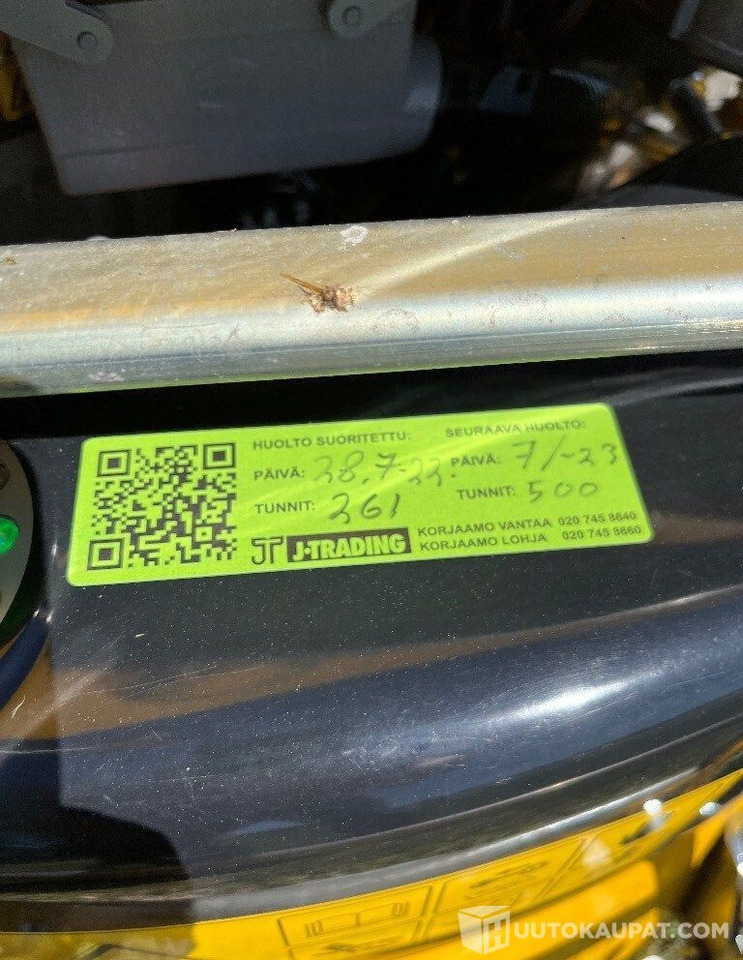 HUOLTO SUORITETTU: SEURAAVA HUOLTO:
PÄIVÄ: 28.7-22. PÄIVÄ: 7/-23
TUNNIT: 261 TUNNIT: 500
JT J-TRADING KORJAAMO VANTAA 020 745 8640
KORJAAMO LOHJA 020 745 8660
HUUTOKAUPAT.COM